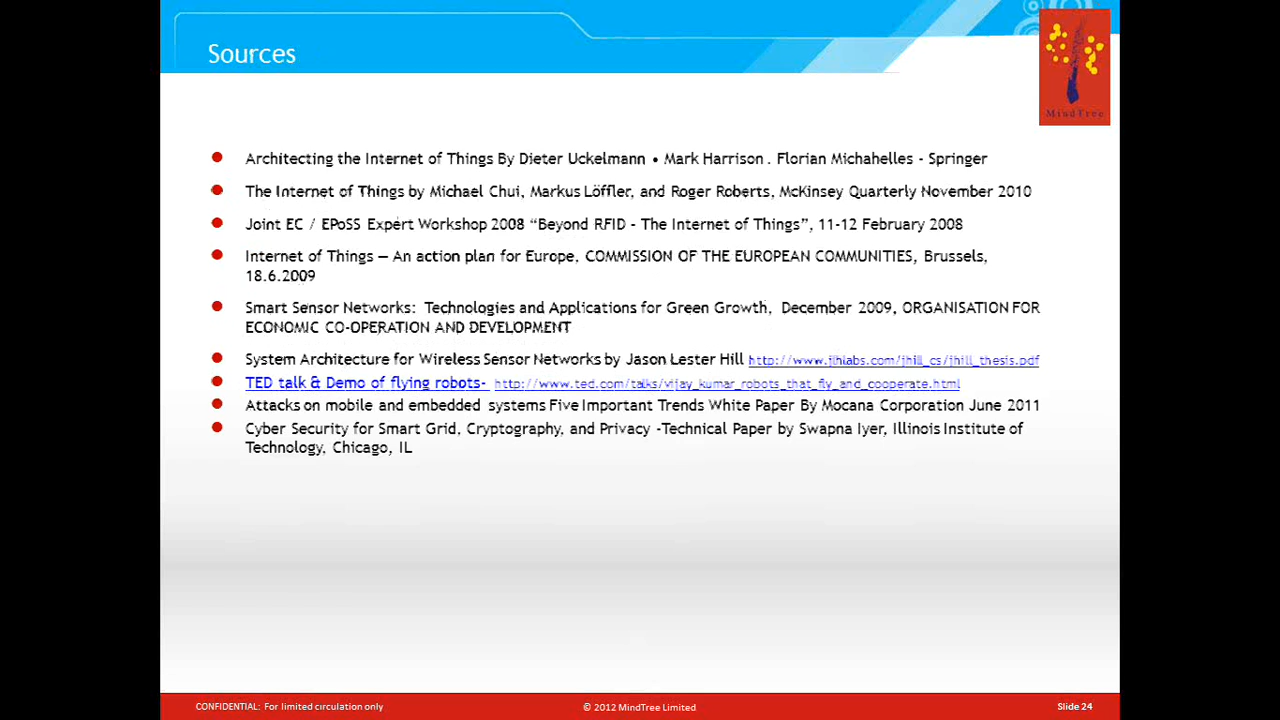 Sources
MindTree
Architecting the Internet of Things By Dieter Uckelmann • Mark Harrison . Florian Michahelles - Springer
The Internet of Things by Michael Chui, Markus Löffler, and Roger Roberts, McKinsey Quarterly November 2010
Joint EC / EPoSS Expert Workshop 2008 “Beyond RFID - The Internet of Things”, 11-12 February 2008
Internet of Things — An action plan for Europe, COMMISSION OF THE EUROPEAN COMMUNITIES, Brussels,
18.6.2009
Smart Sensor Networks: Technologies and Applications for Green Growth, December 2009, ORGANISATION FOR
ECONOMIC CO-OPERATION AND DEVELOPMENT
System Architecture for Wireless Sensor Networks by Jason Lester Hill http://www.jlhlabs.com/jhill_cs/jhill_thesis.pdf
TED talk & Demo of flying robots- http://www.ted.com/talks/vijay_kumar_robots_that_fly_and_cooperate.html
Attacks on mobile and embedded systems Five Important Trends White Paper By Mocana Corporation June 2011
Cyber Security for Smart Grid, Cryptography, and Privacy -Technical Paper by Swapna Iyer, Illinois Institute of
Technology, Chicago, IL
CONFIDENTIAL: For limited circulation only
© 2012 MindTree Limited
Slide 24